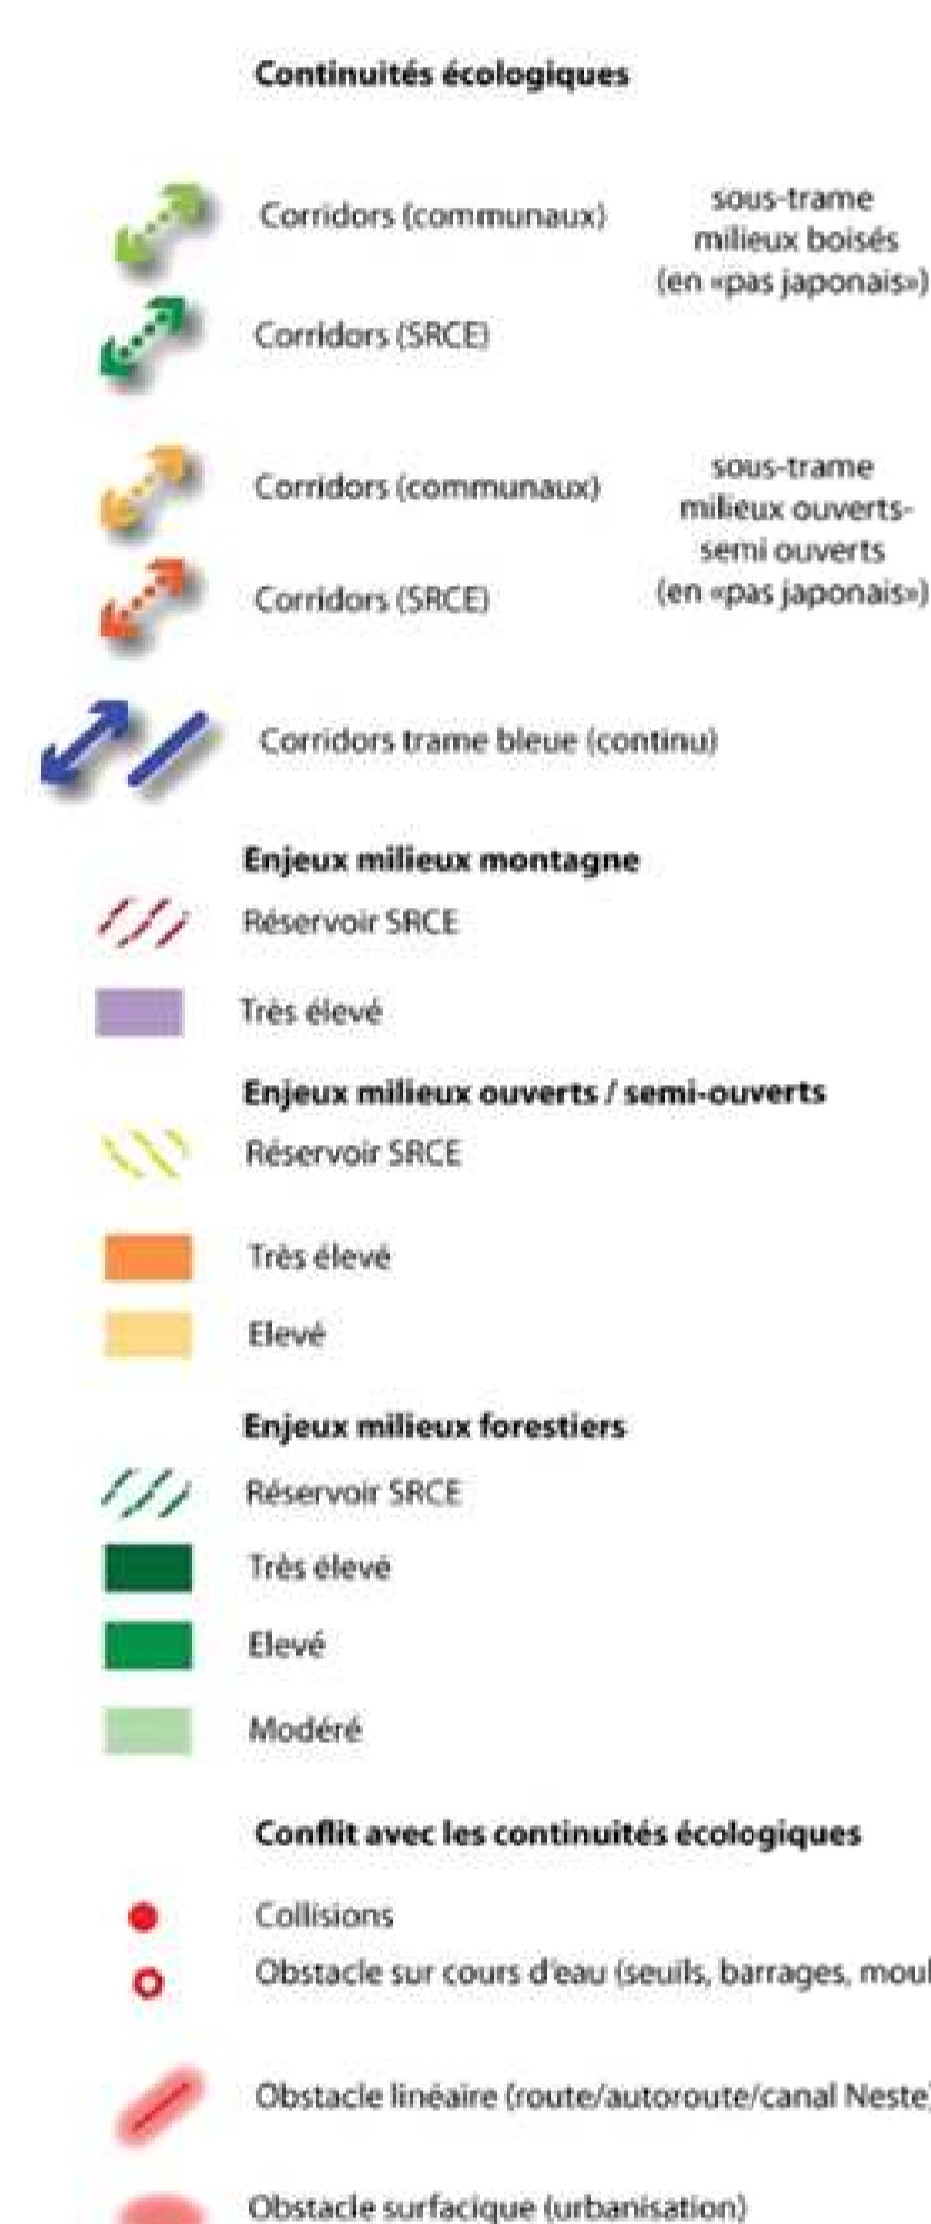 Continuités écologiques
Corridors (communaux)
sous-trame
milieux boisés
(en «pas japonais»)
Corridors (SRCE)
Corridors (communaux)
sous-trame
milieux ouverts-
semi ouverts
(en «pas japonais»)
Corridors (SRCE)
Corridors trame bleue (continu)
Enjeux milieux montagne
Réservoir SRCE
Très élevé
Enjeux milieux ouverts / semi-ouverts
Réservoir SRCE
Très élevé
Elevé
Enjeux milieux forestiers
Réservoir SRCE
Très élevé
Elevé
Modéré
Conflit avec les continuités écologiques
Collisions
Obstacle sur cours d'eau (seuils, barrages, moul
Obstacle linéaire (route/autoroute/canal Neste)
Obstacle surfacique (urbanisation)